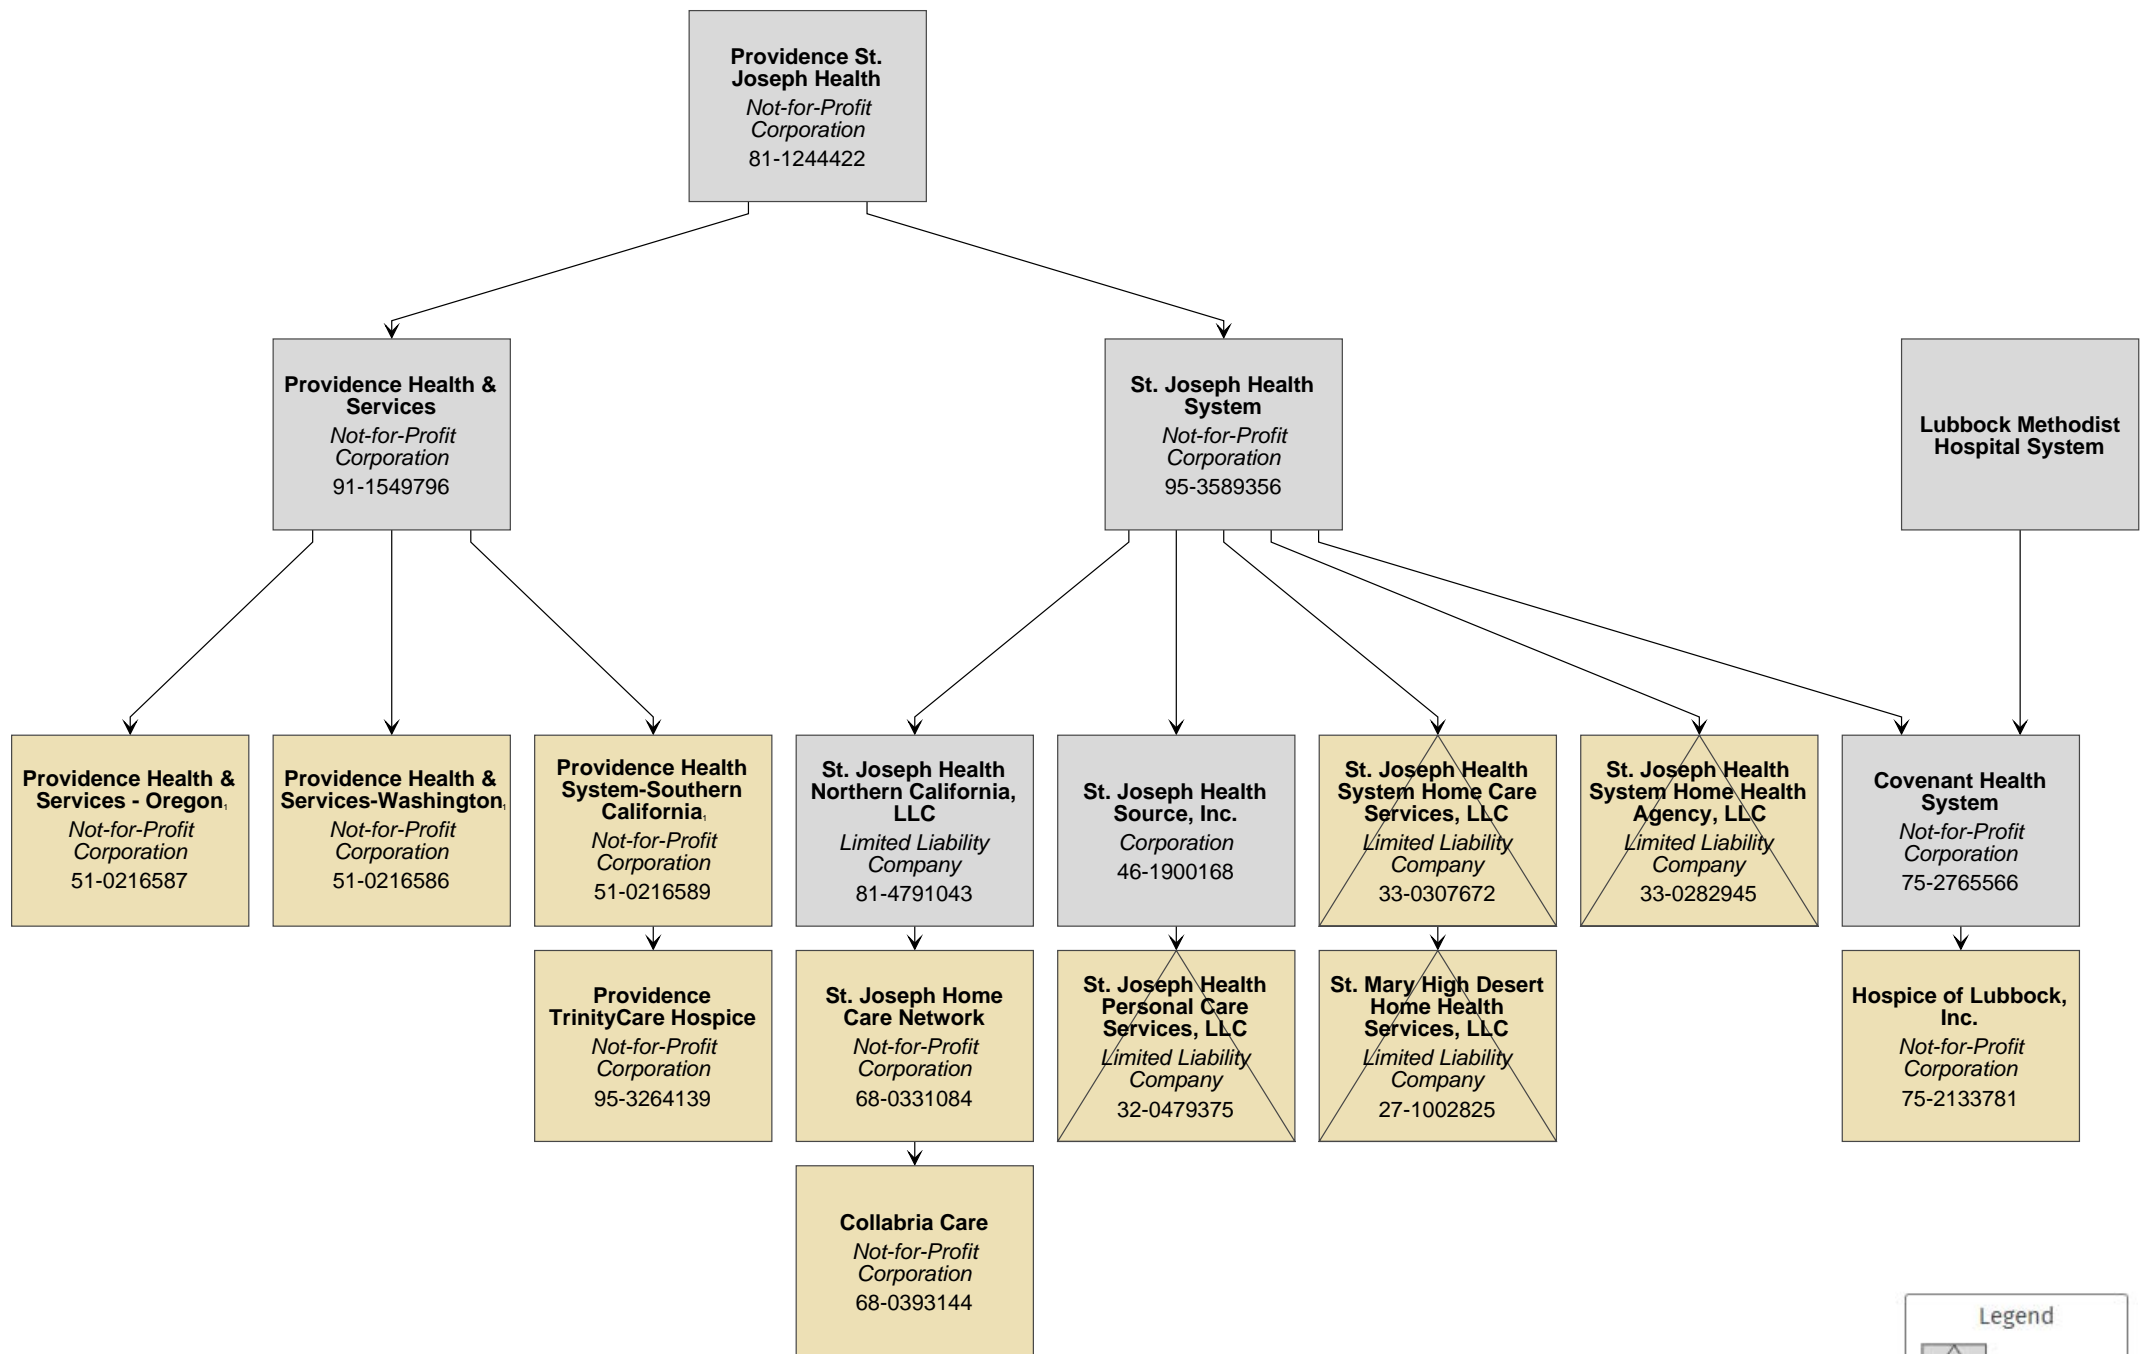 Providence St.
Joseph Health
Not-for-Profit
Corporation
81-1244422
Providence Health &
Services
Not-for-Profit
Corporation
91-1549796
St. Joseph Health
System
Not-for-Profit
Corporation
95-3589356
Lubbock Methodist
Hospital System
Providence Health &
Services - Oregon1
Not-for-Profit
Corporation
51-0216587
Providence Health &
Services-Washington1
Not-for-Profit
Corporation
51-0216586
Providence Health
System-Southern
California1
Not-for-Profit
Corporation
51-0216589
St. Joseph Health
Northern California,
LLC
Limited Liability
Company
81-4791043
St. Joseph Health
Source, Inc.
Corporation
46-1900168
St. Joseph Health
System Home Care
Services, LLC
Limited Liability
Company
33-0307672
St. Joseph Health
System Home Health
Agency, LLC
Limited Liability
Company
33-0282945
Covenant Health
System
Not-for-Profit
Corporation
75-2765566
Providence
TrinityCare Hospice
Not-for-Profit
Corporation
95-3264139
St. Joseph Home
Care Network
Not-for-Profit
Corporation
68-0331084
St. Joseph Health
Personal Care
Services, LLC
Limited Liability
Company
32-0479375
St. Mary High Desert
Home Health
Services, LLC
Limited Liability
Company
27-1002825
Hospice of Lubbock,
Inc.
Not-for-Profit
Corporation
75-2133781
Collabria Care
Not-for-Profit
Corporation
68-0393144
Legend